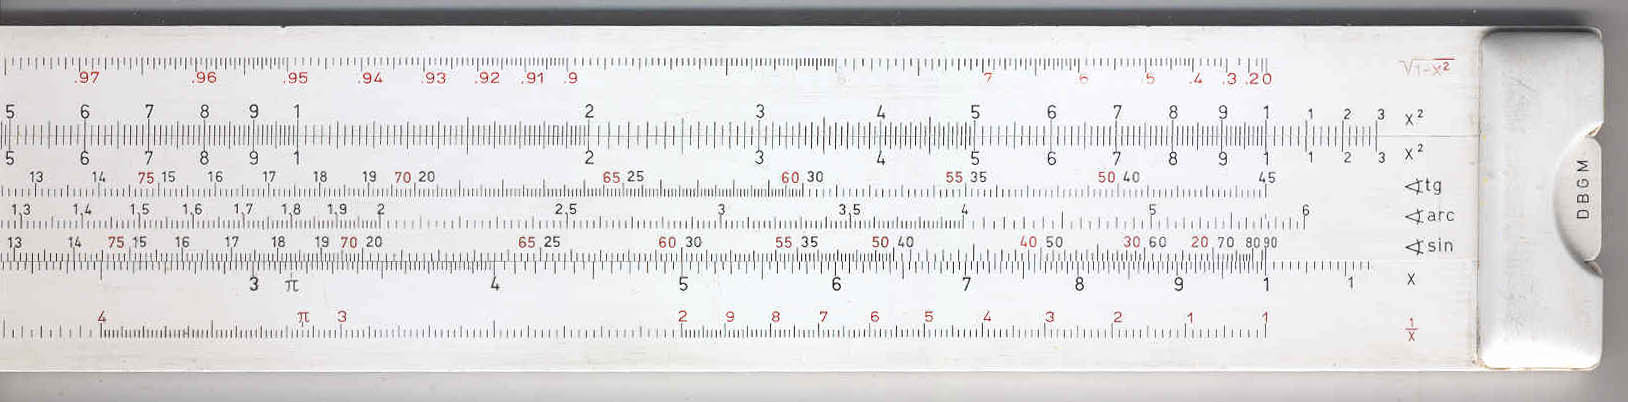 .97 .96 .95 .94 .93 .92 .91 .9 7 6 5 .4 .3 .2 0 √1-x²
5 6 7 8 9 1 2 3 4 5 6 7 8 9 1 1 2 3 x²
5 6 7 8 9 1 2 3 4 5 6 7 8 9 1 1 2 3 x²
13 14 75 15 16 17 18 19 70 20 65 25 60 30 55 35 50 40 45 ∢tg
1,3 1,4 1,5 1,6 1,7 1,8 1,9 2 2,5 3 3,5 4 5 6 ∢arc
13 14 75 15 16 17 18 19 70 20 65 25 60 30 55 35 50 40 40 50 30 60 20 70 80 90 ∢sin
3 π 4 5 6 7 8 9 1 1 x
4 π 3 2 9 8 7 6 5 4 3 2 1 1 1/x
DBGM